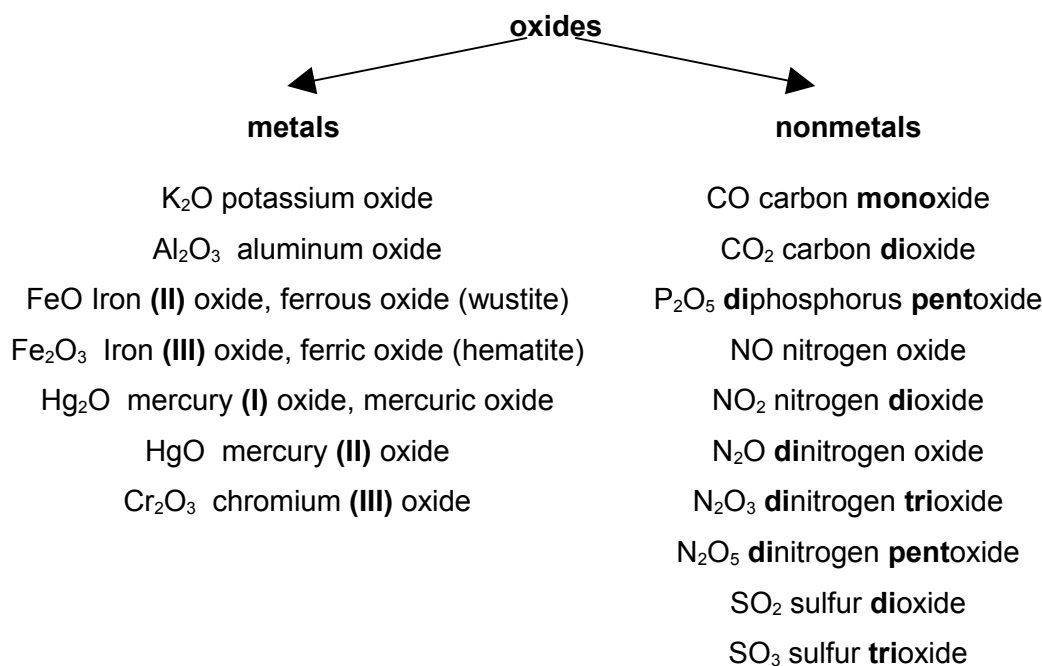 oxides
metals
K₂O potassium oxide
Al₂O₃ aluminum oxide
FeO Iron (II) oxide, ferrous oxide (wustite)
Fe₂O₃ Iron (III) oxide, ferric oxide (hematite)
Hg₂O mercury (I) oxide, mercuric oxide
HgO mercury (II) oxide
Cr₂O₃ chromium (III) oxide
nonmetals
CO carbon monoxide
CO₂ carbon dioxide
P₂O₅ diphosphorus pentoxide
NO nitrogen oxide
NO₂ nitrogen dioxide
N₂O dinitrogen oxide
N₂O₃ dinitrogen trioxide
N₂O₅ dinitrogen pentoxide
SO₂ sulfur dioxide
SO₃ sulfur trioxide